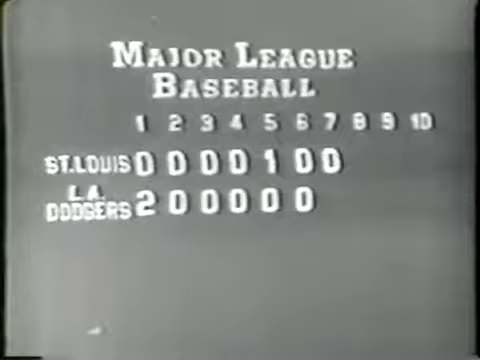 MAJOR LEAGUE
BASEBALL
1 2 3 4 5 6 7 8 9 10
ST.LOUIS 0 0 0 0 1 0 0
L.A.
DODGERS 2 0 0 0 0 0